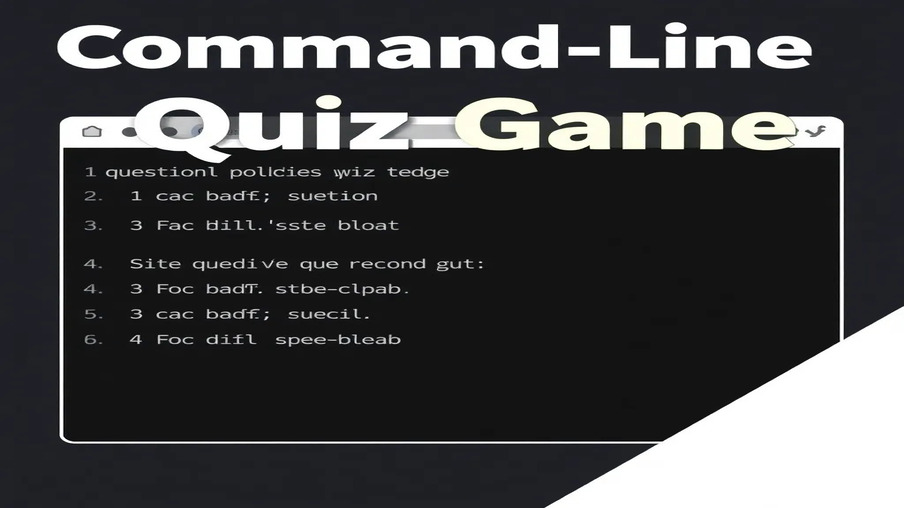 Command-Line
Quiz Game
1 questionl policies wiz tedge
2. 1 cac badf.; suetion
3. 3 Fac dill.'sste bloat
4. Site quedive que recond gut:
4. 3 Foc badT. stbe-clpab.
5. 3 cac badf.; suecil.
6. 4 Foc difl spee-bleab